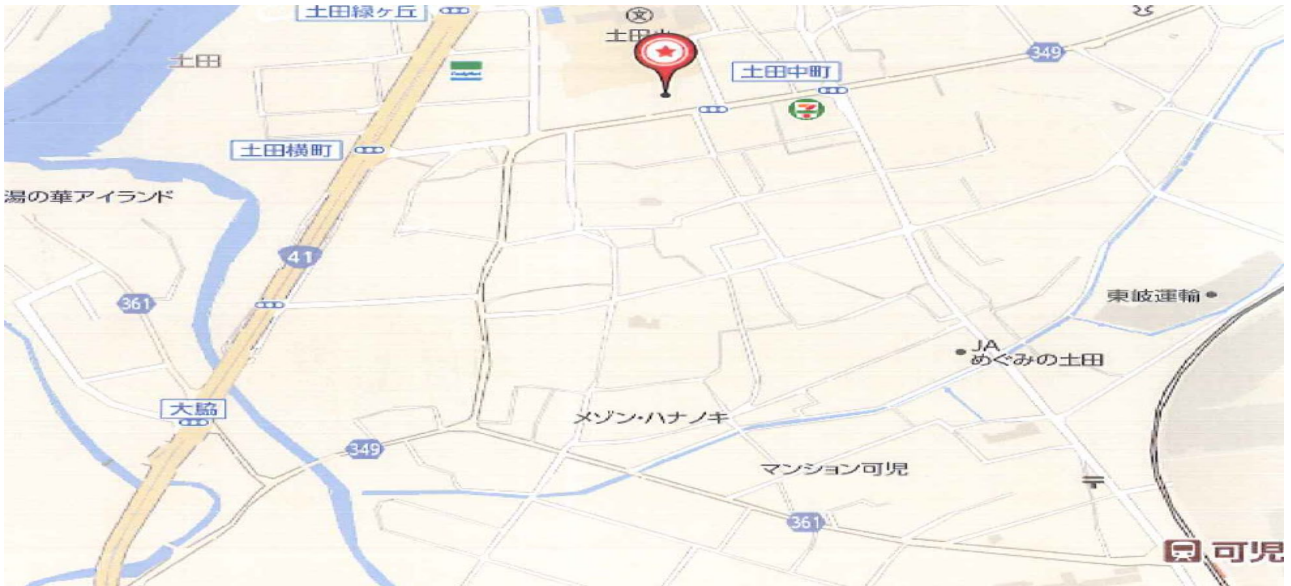 土田緑ヶ丘
文
土田
349
土田中町
FamilyMart
7
土田横町
湯の華アイランド
41
361
東岐運輸
JA
めぐみの土田
大脇
メゾン・ハナノキ
349
マンション可児
〒
361
可児